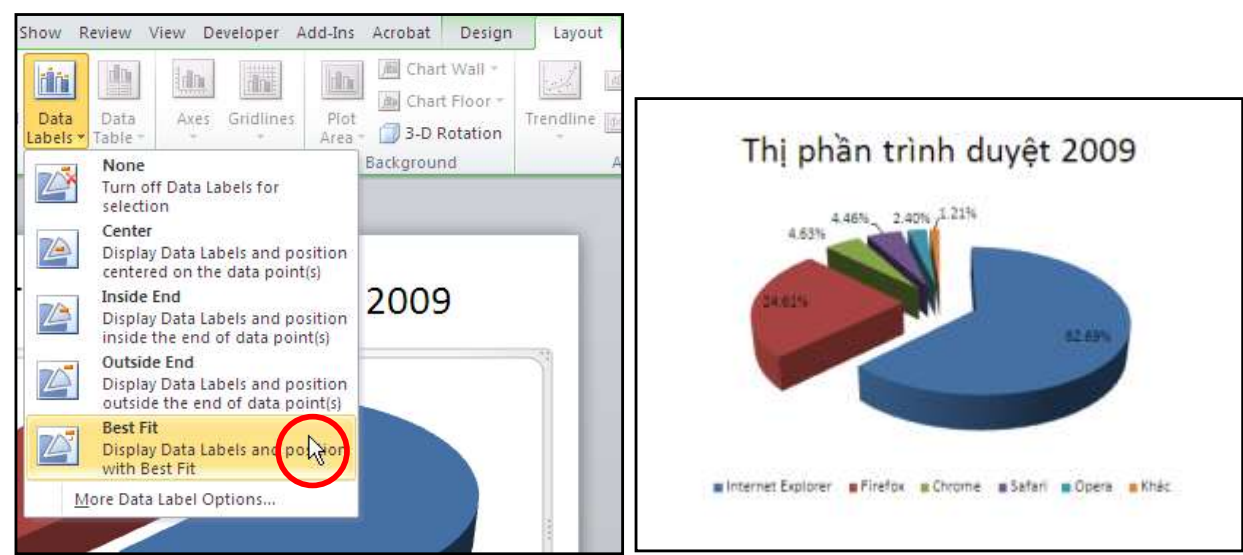 Show Review View Developer Add-Ins Acrobat Design Layout
Data Labels
Data Table
Axes
Gridlines
Plot Area
Chart Wall
Chart Floor
3-D Rotation
Trendline
Background
None
Turn off Data Labels for
selection
Center
Display Data Labels and position
centered on the data point(s)
Inside End
Display Data Labels and position
inside the end of data point(s)
Outside End
Display Data Labels and position
outside the end of data point(s)
Best Fit
Display Data Labels and position
with Best Fit
More Data Label Options...
2009
Thị phần trình duyệt 2009
4.63%
4.46%
2.40%
1.21%
24.61%
62.69%
Internet Explorer Firefox Chrome Safari Opera Khác